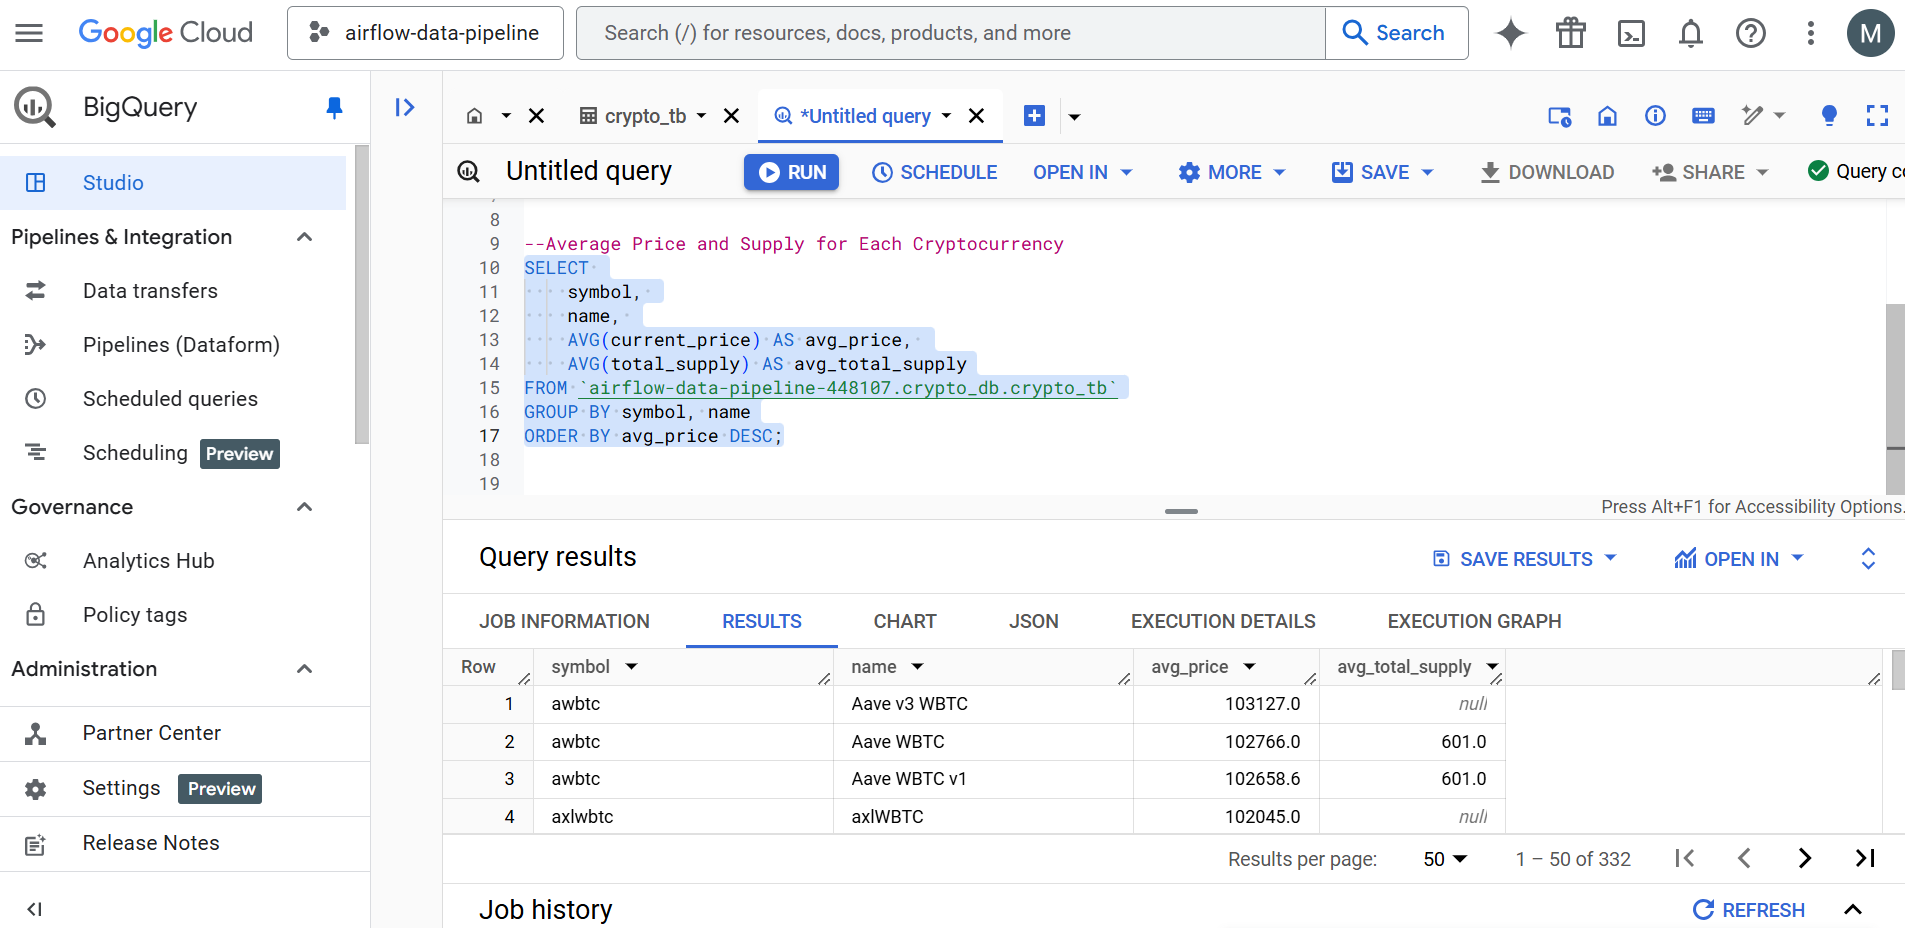 Google Cloud
airflow-data-pipeline
Search (/) for resources, docs, products, and more
Search
M
BigQuery
crypto_tb
*Untitled query
Studio
Pipelines & Integration
Data transfers
Pipelines (Dataform)
Scheduled queries
Scheduling Preview
Governance
Analytics Hub
Policy tags
Administration
Partner Center
Settings Preview
Release Notes
Untitled query
RUN
SCHEDULE
OPEN IN
MORE
SAVE
DOWNLOAD
SHARE
Query co
8
9 --Average Price and Supply for Each Cryptocurrency
10 SELECT
11 symbol,
12 name,
13 AVG(current_price) AS avg_price,
14 AVG(total_supply) AS avg_total_supply
15 FROM `airflow-data-pipeline-448107.crypto_db.crypto_tb`
16 GROUP BY symbol, name
17 ORDER BY avg_price DESC;
18
19
Press Alt+F1 for Accessibility Options.
Query results
SAVE RESULTS
OPEN IN
JOB INFORMATION RESULTS CHART JSON EXECUTION DETAILS EXECUTION GRAPH
Row symbol name avg_price avg_total_supply
1 awbtc Aave v3 WBTC 103127.0 null
2 awbtc Aave WBTC 102766.0 601.0
3 awbtc Aave WBTC v1 102658.6 601.0
4 axlwbtc axlWBTC 102045.0 null
Results per page: 50 1 – 50 of 332
Job history
REFRESH